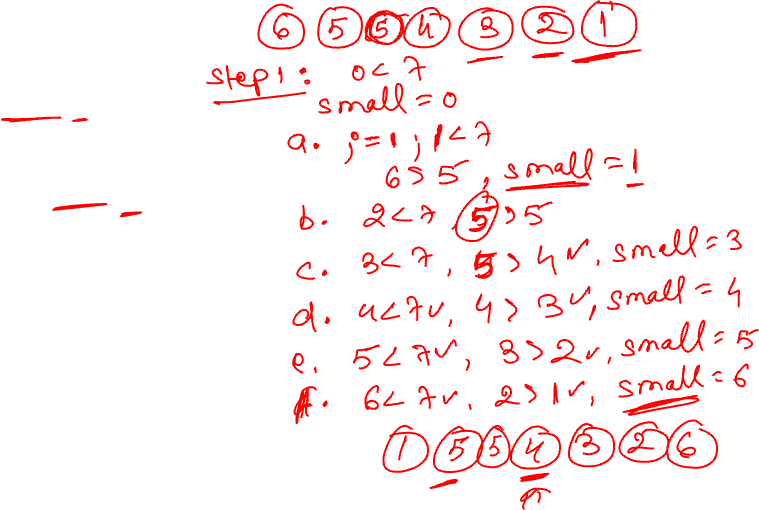 6 5 5 4 3 2 1
step1: 0<7
small=0
a. j=1; 1<7
6>5, small=1
b. 2<7 5>5
c. 3<7, 5>4✓, small=3
d. 4<7✓, 4>3✓, small=4
e. 5<7✓, 3>2✓, small=5
f. 6<7✓, 2>1✓, small=6
1 5 5 4 3 2 6